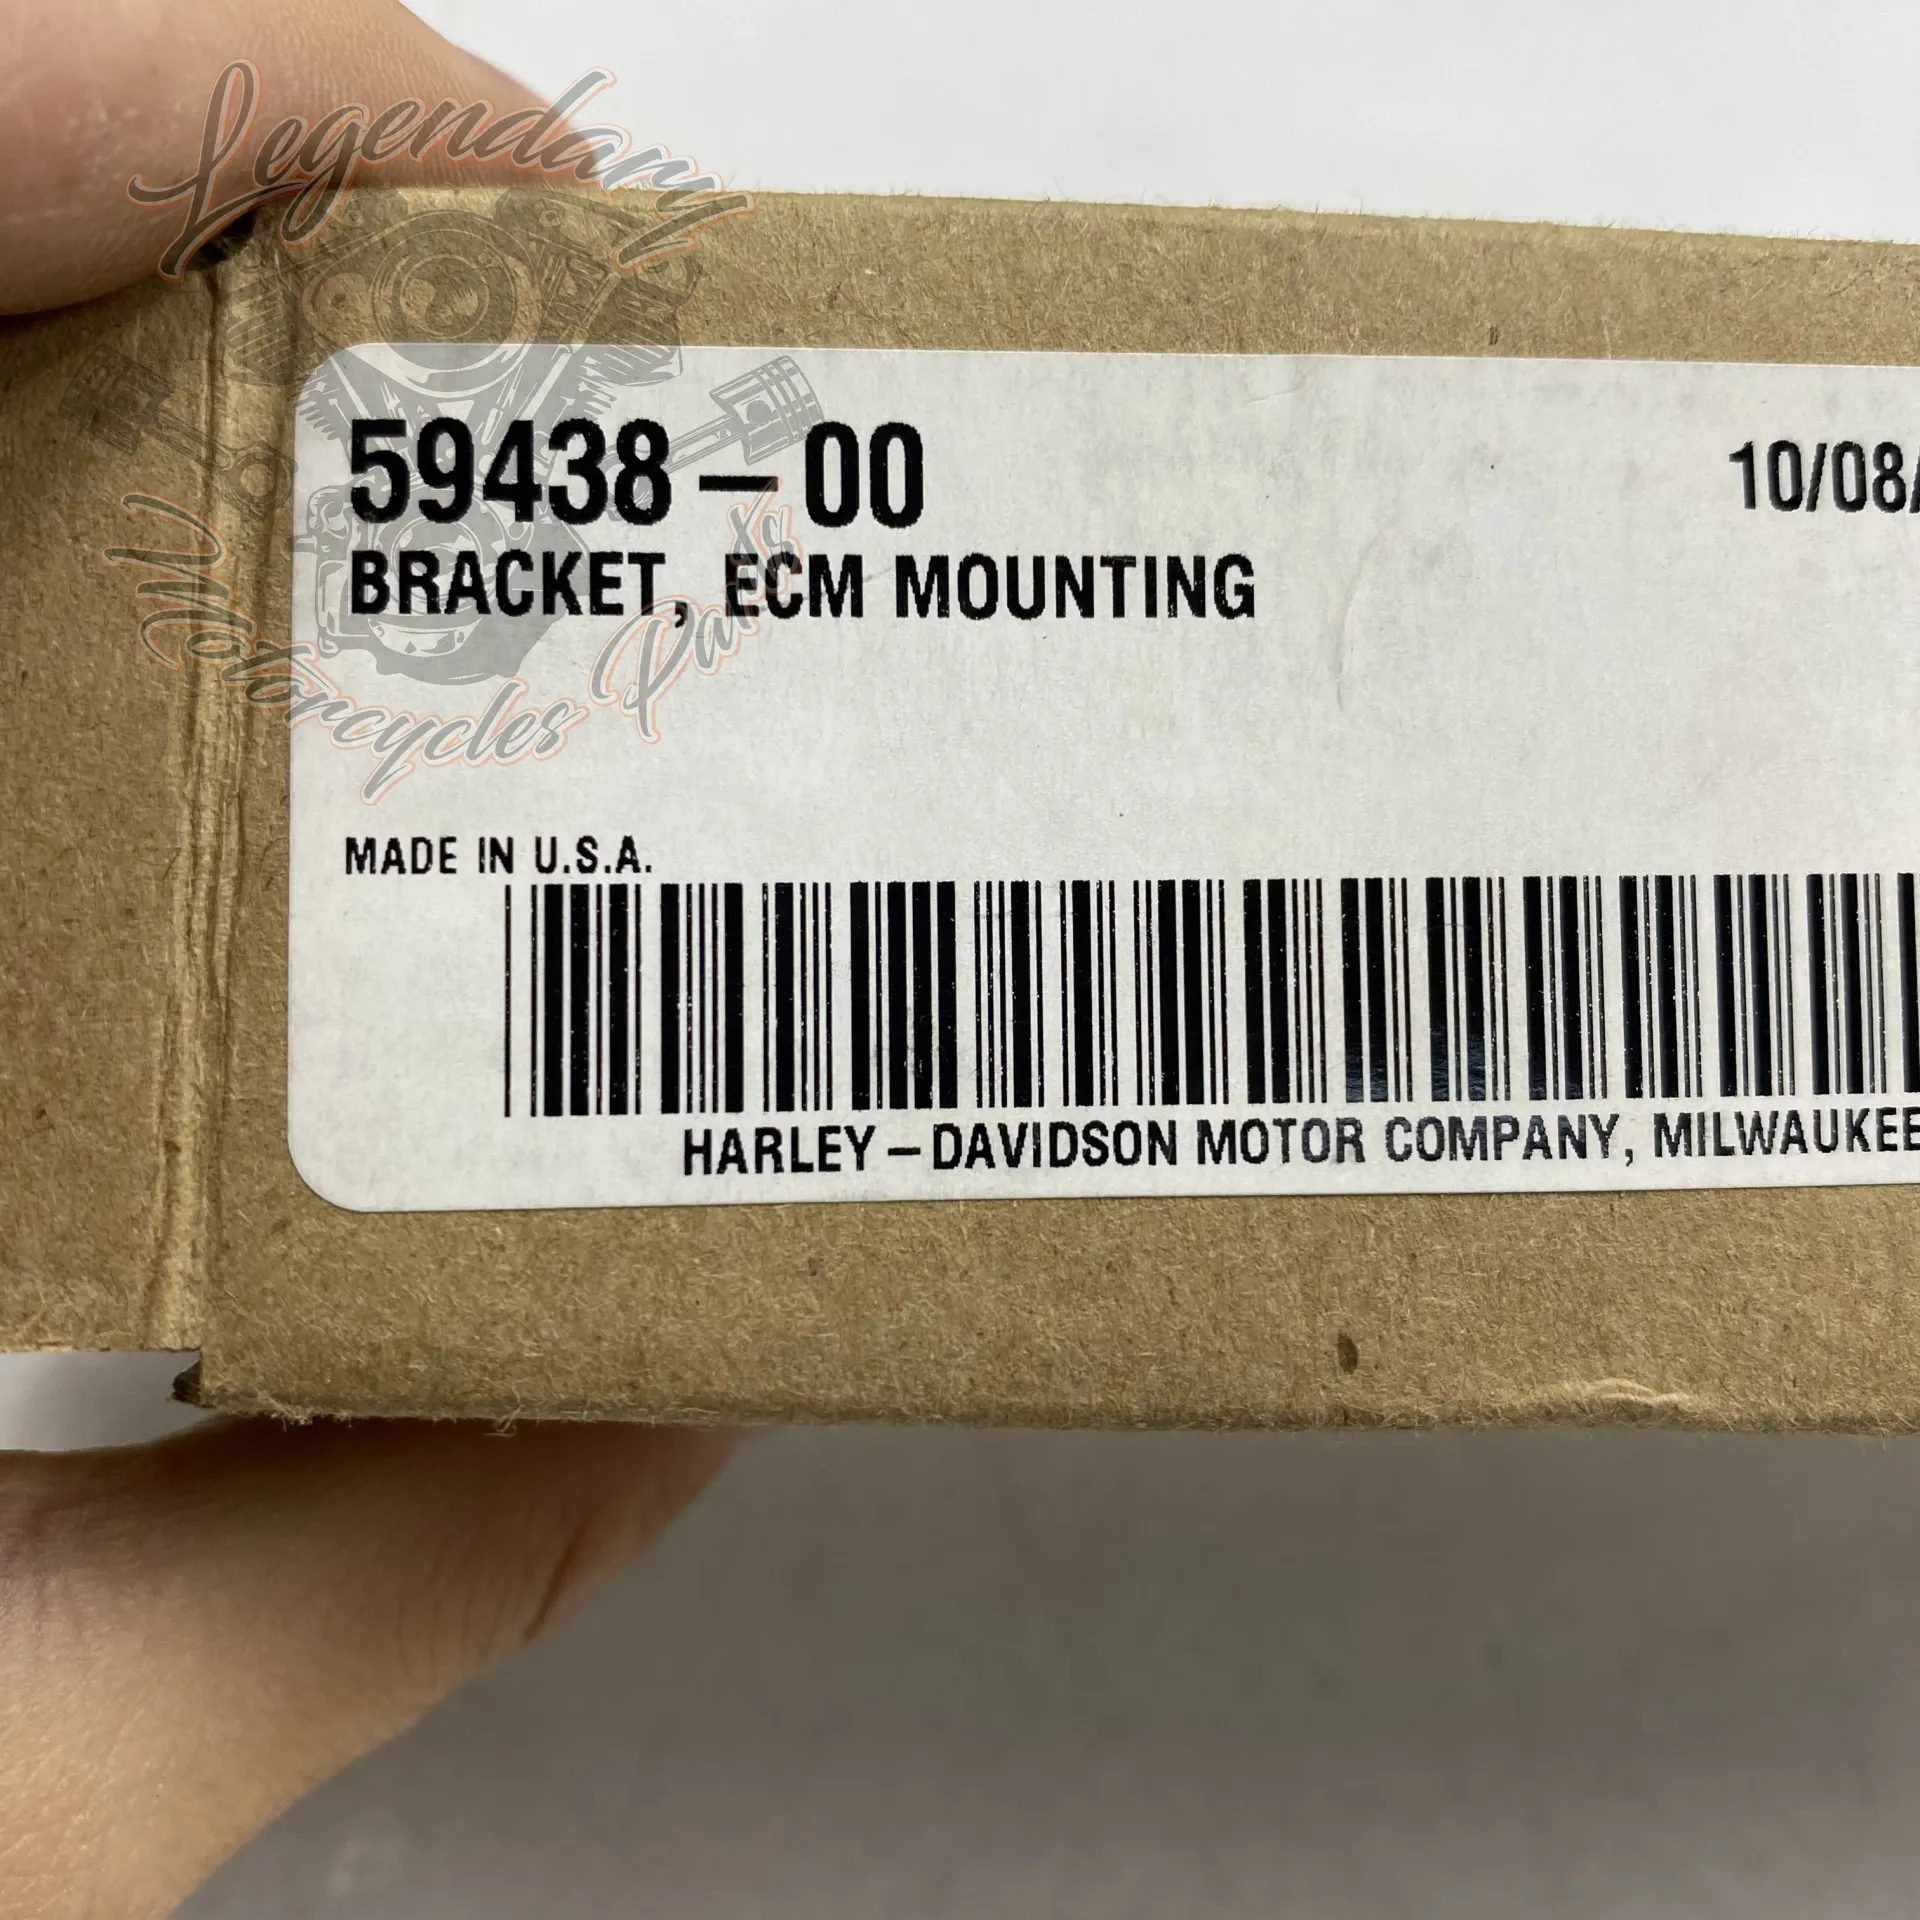 Legendary
59438-00
10/08/
BRACKET, ECM MOUNTING
Motorcycles Parts
MADE IN U.S.A.
HARLEY-DAVIDSON MOTOR COMPANY, MILWAUKEE